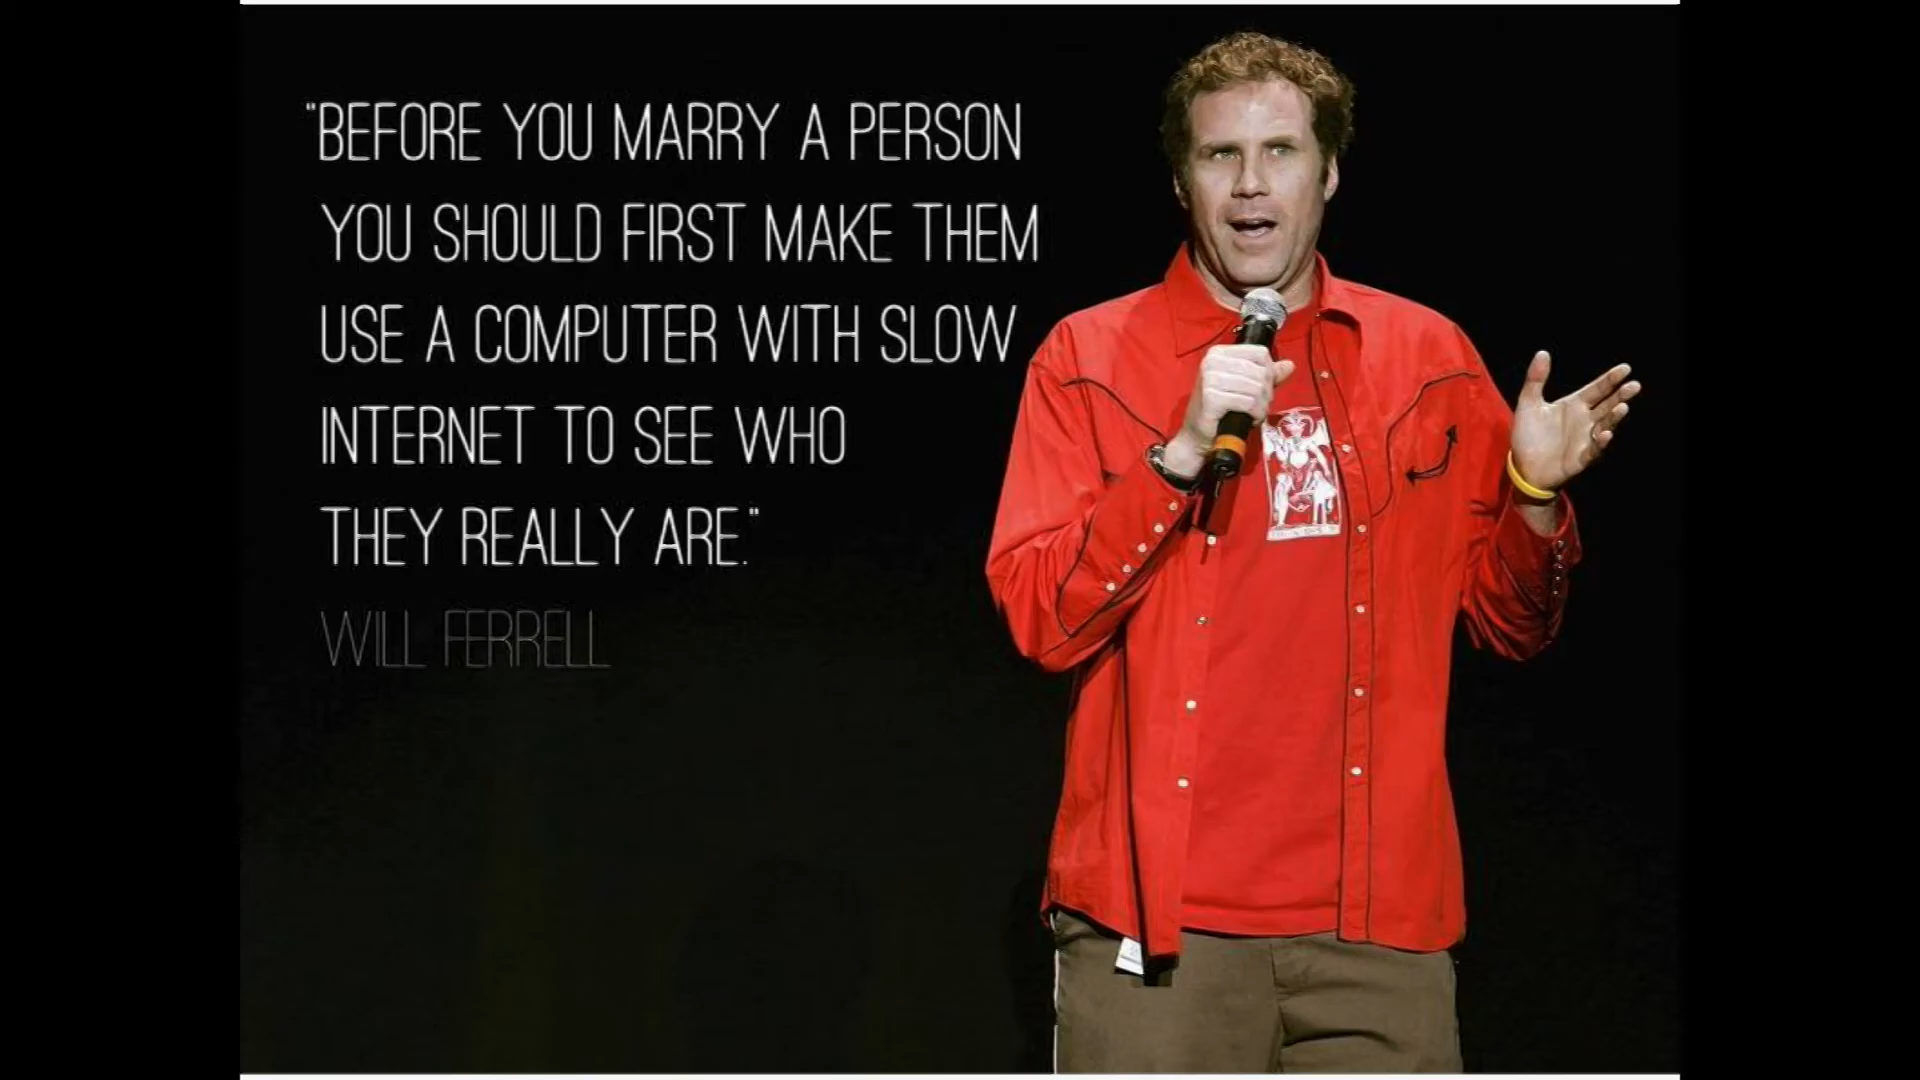 "BEFORE YOU MARRY A PERSON
YOU SHOULD FIRST MAKE THEM
USE A COMPUTER WITH SLOW
INTERNET TO SEE WHO
THEY REALLY ARE."
WILL FERRELL